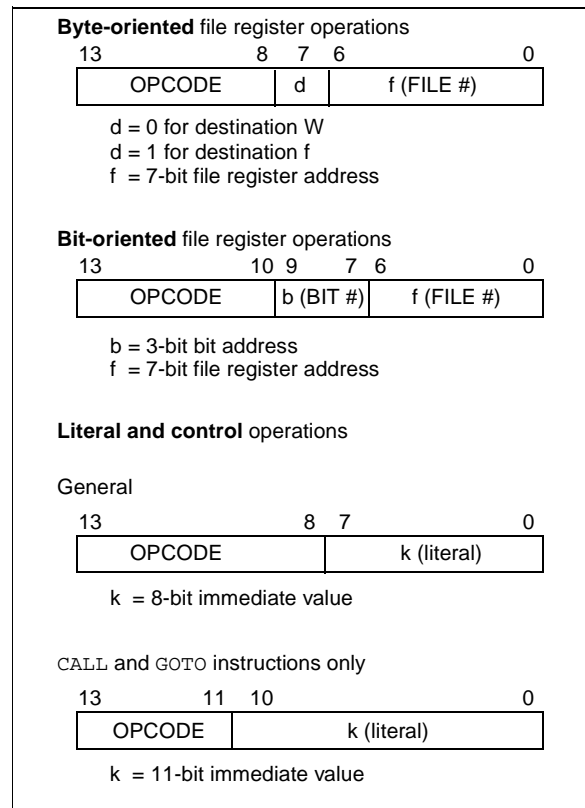 Byte-oriented file register operations
13 8 7 6 0
OPCODE d f (FILE #)
d = 0 for destination W
d = 1 for destination f
f = 7-bit file register address
Bit-oriented file register operations
13 10 9 7 6 0
OPCODE b (BIT #) f (FILE #)
b = 3-bit bit address
f = 7-bit file register address
Literal and control operations
General
13 8 7 0
OPCODE k (literal)
k = 8-bit immediate value
CALL and GOTO instructions only
13 11 10 0
OPCODE k (literal)
k = 11-bit immediate value